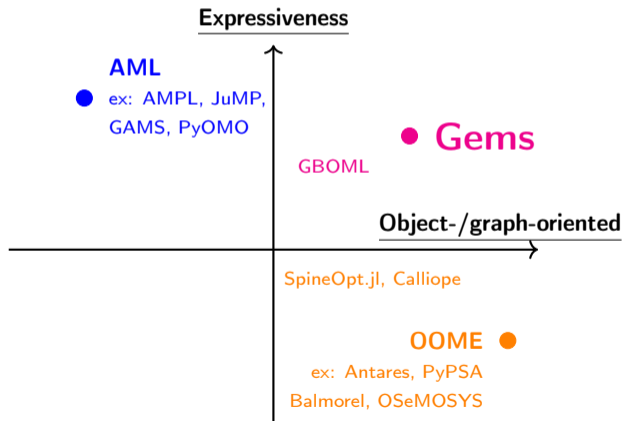 Expressiveness
AML
ex: AMPL, JuMP,
GAMS, PyOMO
Gems
GBOML
Object-/graph-oriented
SpineOpt.jl, Calliope
OOME
ex: Antares, PyPSA
Balmorel, OSeMOSYS